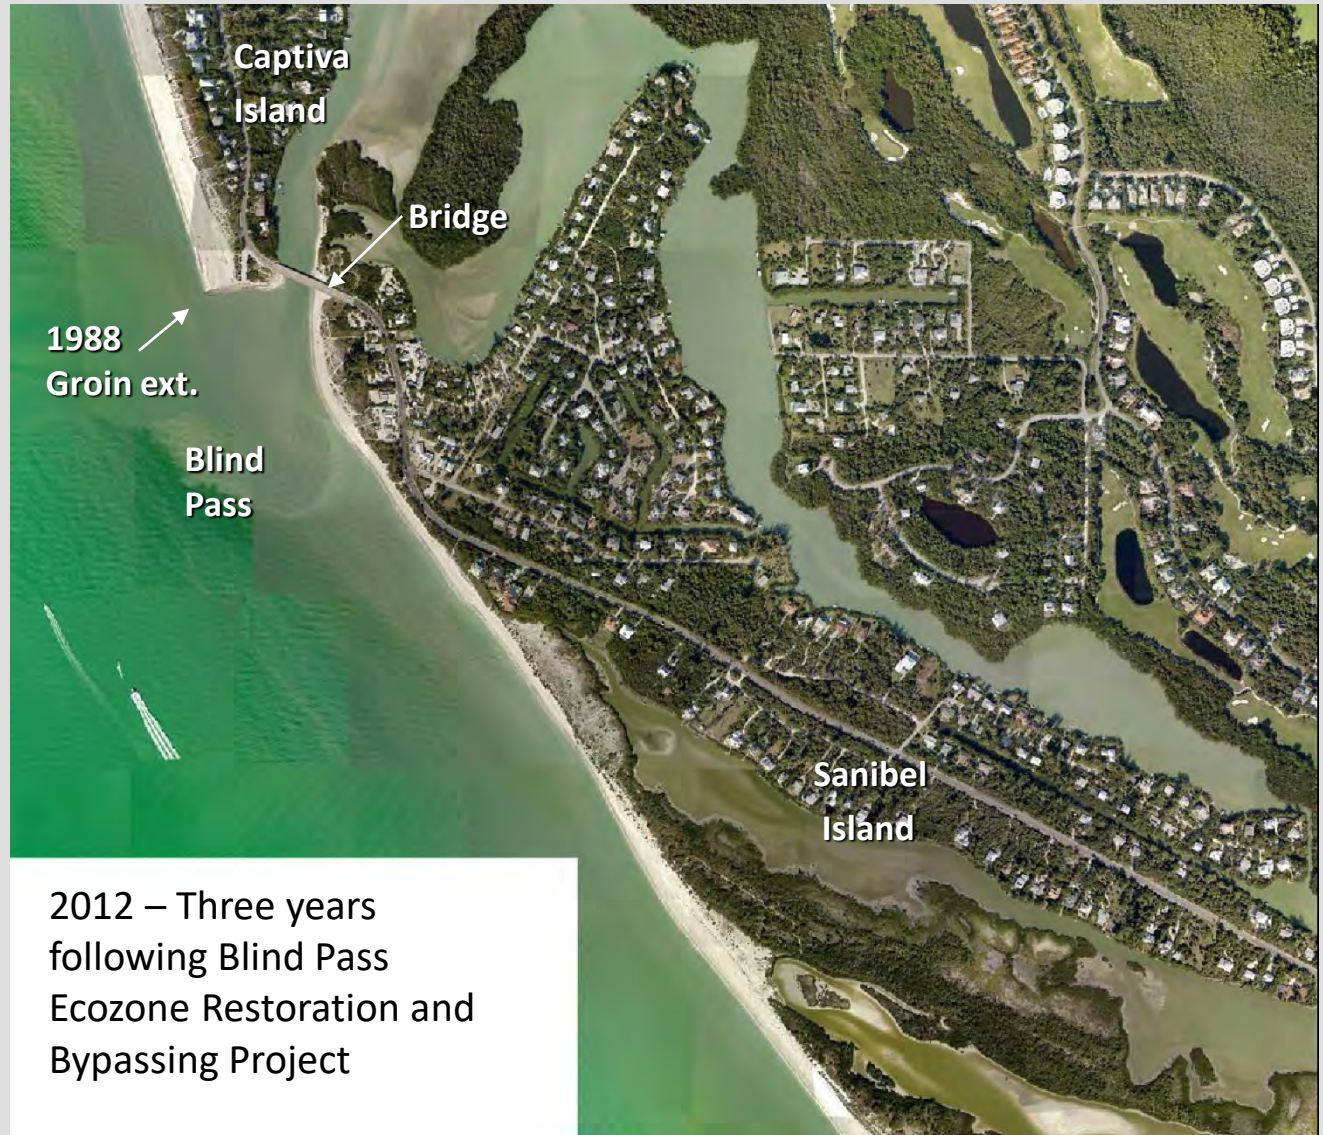 Captiva
Island
Bridge
1988
Groin ext.
Blind
Pass
Sanibel
Island
2012 – Three years
following Blind Pass
Ecozone Restoration and
Bypassing Project